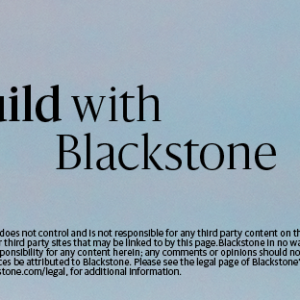 uild with
Blackstone
does not control and is not responsible for any third party content on th
r third party sites that may be linked to by this page.Blackstone in no wa
ponsibility for any content herein; any comments or opinions should no
ces be attributed to Blackstone. Please see the legal page of Blackstone'
stone.com/legal, for additional information.